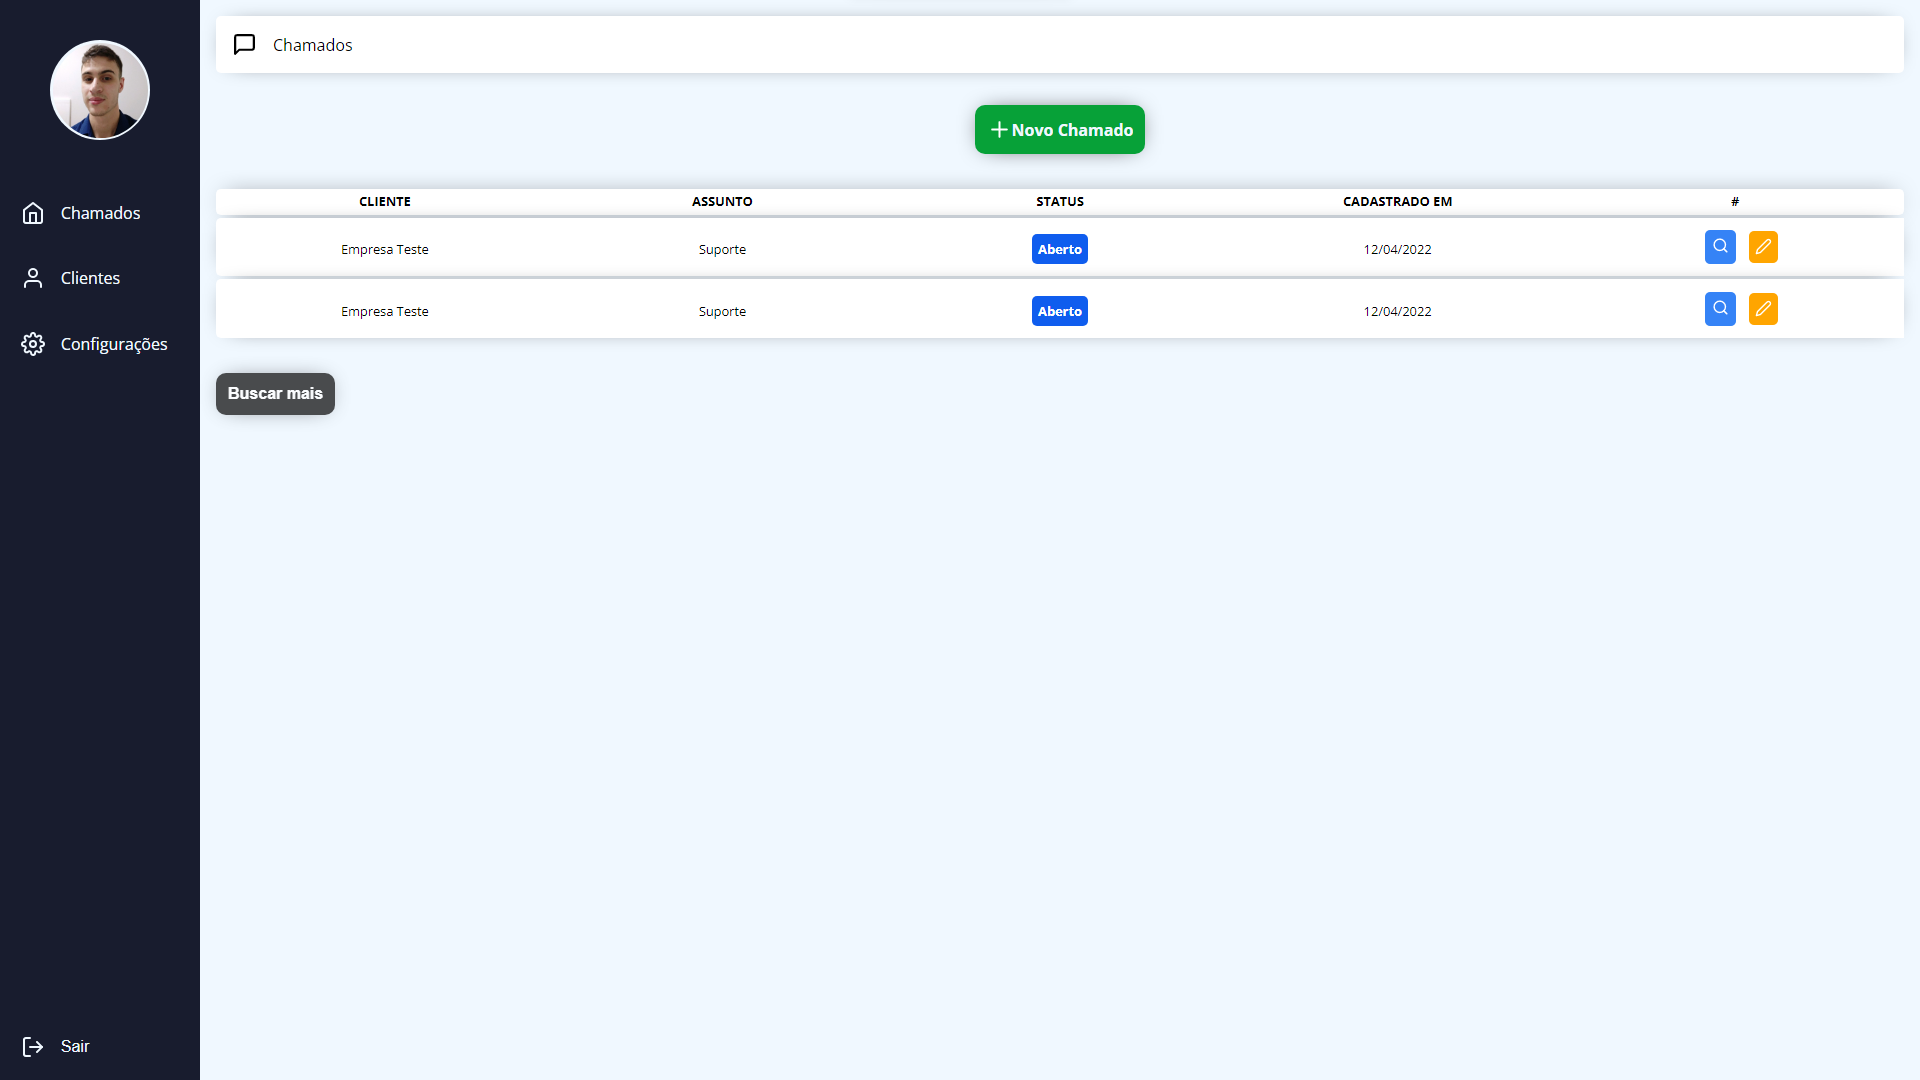 Chamados
Clientes
Configurações
Sair
Chamados
Novo Chamado
CLIENTE ASSUNTO STATUS CADASTRADO EM #
Empresa Teste Suporte Aberto 12/04/2022
Empresa Teste Suporte Aberto 12/04/2022
Buscar mais